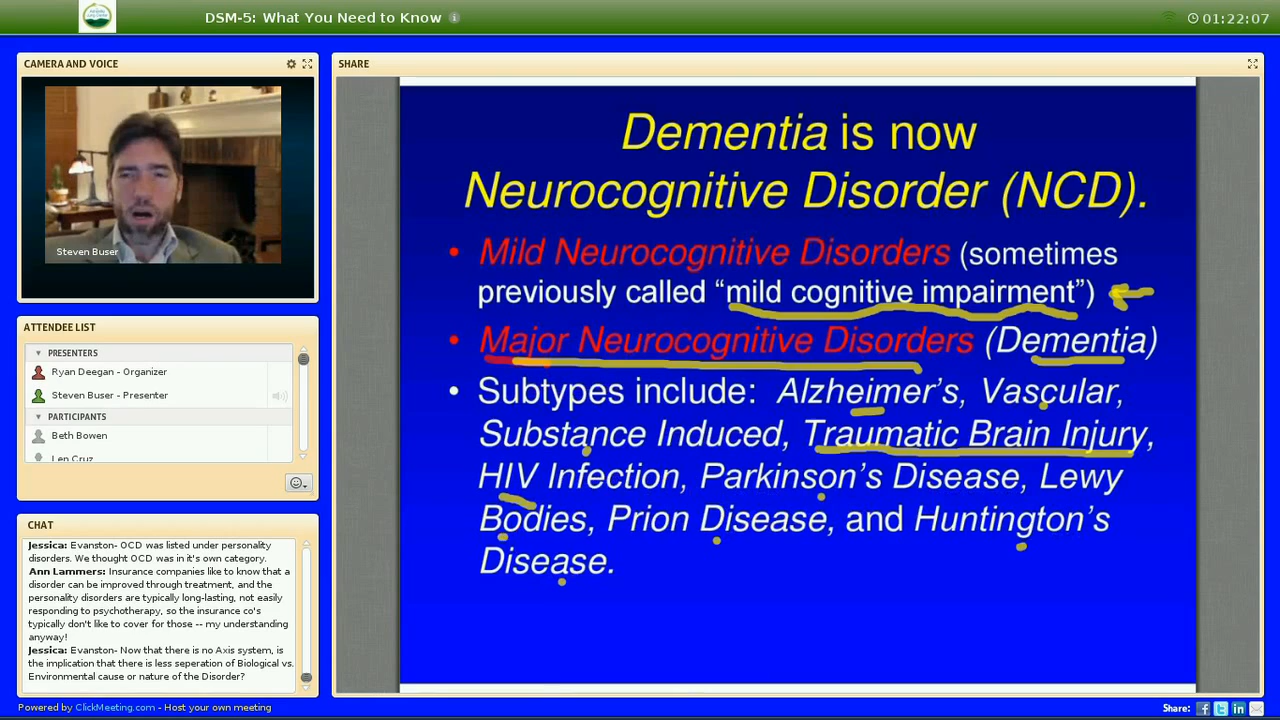 DSM-5: What You Need to Know
01:22:07
CAMERA AND VOICE
Steven Buser
ATTENDEE LIST
PRESENTERS
Ryan Deegan - Organizer
Steven Buser - Presenter
PARTICIPANTS
Beth Bowen
Len Cruz
CHAT
Jessica: Evanston- OCD was listed under personality
disorders. We thought OCD was in it's own category.
Ann Lammers: Insurance companies like to know that a
disorder can be improved through treatment, and the
personality disorders are typically long-lasting, not easily
responding to psychotherapy, so the insurance co's
typically don't like to cover for those -- my understanding
anyway!
Jessica: Evanston- Now that there is no Axis system, is
the implication that there is less seperation of Biological vs.
Environmental cause or nature of the Disorder?
SHARE
Dementia is now
Neurocognitive Disorder (NCD).
• Mild Neurocognitive Disorders (sometimes
previously called “mild cognitive impairment”)
• Major Neurocognitive Disorders (Dementia)
• Subtypes include: Alzheimer’s, Vascular,
Substance Induced, Traumatic Brain Injury,
HIV Infection, Parkinson’s Disease, Lewy
Bodies, Prion Disease, and Huntington’s
Disease.
Powered by ClickMeeting.com - Host your own meeting
Share: